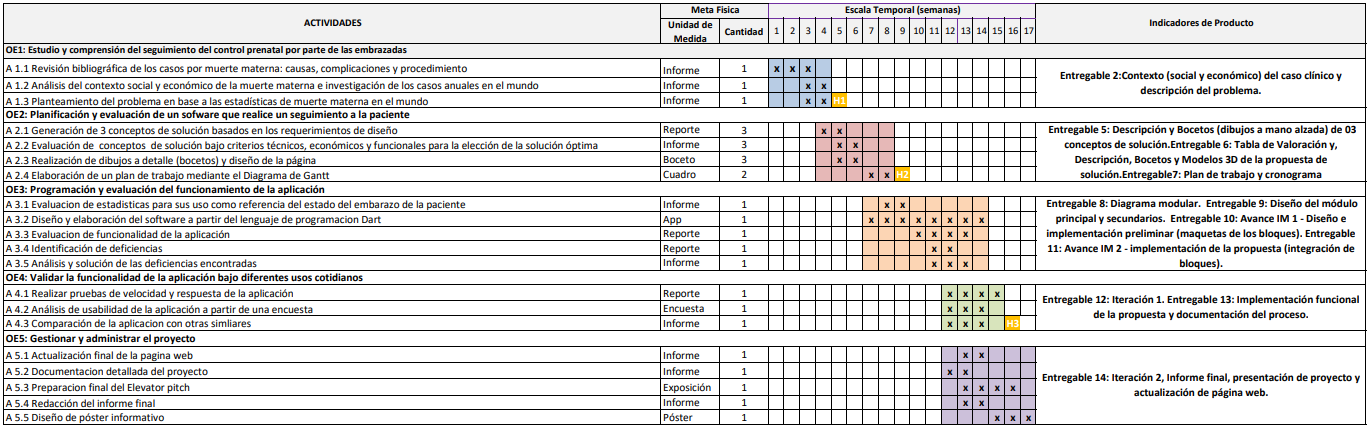 ACTIVIDADES Meta Física Escala Temporal (semanas) Indicadores de Producto
Unidad de Medida Cantidad 1 2 3 4 5 6 7 8 9 10 11 12 13 14 15 16 17
OE1: Estudio y comprensión del seguimiento del control prenatal por parte de las embrazadas
A 1.1 Revisión bibliográfica de los casos por muerte materna: causas, complicaciones y procedimiento Informe 1 x x x
A 1.2 Análisis del contexto social y económico de la muerte materna e investigación de los casos anuales en el mundo Informe 1 x x
A 1.3 Planteamiento del problema en base a las estadísticas de muerte materna en el mundo Informe 1 x x H1
Entregable 2:Contexto (social y económico) del caso clínico y
descripción del problema.
OE2: Planificación y evaluación de un sofware que realice un seguimiento a la paciente
A 2.1 Generación de 3 conceptos de solución basados en los requerimientos de diseño Reporte 3 x x
A 2.2 Evaluación de conceptos de solución bajo criterios técnicos, económicos y funcionales para la elección de la solución óptima Informe 3 x x
A 2.3 Realización de dibujos a detalle (bocetos) y diseño de la página Boceto 3 x x
A 2.4 Elaboración de un plan de trabajo mediante el Diagrama de Gantt Cuadro 2 x x H2
Entregable 5: Descripción y Bocetos (dibujos a mano alzada) de 03
conceptos de solución.Entregable 6: Tabla de Valoración y,
Descripción, Bocetos y Modelos 3D de la propuesta de
solución.Entregable7: Plan de trabajo y cronograma
OE3: Programación y evaluación del funcionamiento de la aplicación
A 3.1 Evaluacion de estadisticas para sus uso como referencia del estado del embarazo de la paciente Informe 1 x x
A 3.2 Diseño y elaboración del software a partir del lenguaje de programacion Dart App 1 x x x x x x x x
A 3.3 Evaluacion de funcionalidad de la aplicación Reporte 1 x x x x
A 3.4 Identificación de deficiencias Reporte 1 x x
A 3.5 Análisis y solución de las deficiencias encontradas Informe 1 x x x
Entregable 8: Diagrama modular. Entregable 9: Diseño del módulo
principal y secundarios. Entregable 10: Avance IM 1 - Diseño e
implementación preliminar (maquetas de los bloques). Entregable
11: Avance IM 2 - implementación de la propuesta (integración de
bloques).
OE4: Validar la funcionalidad de la aplicación bajo diferentes usos cotidianos
A 4.1 Realizar pruebas de velocidad y respuesta de la aplicación Reporte 1 x x x x
A 4.2 Análisis de usabilidad de la aplicación a partir de una encuesta Encuesta 1 x x x
A 4.3 Comparación de la aplicacion con otras simliares Informe 1 x x x H3
Entregable 12: Iteración 1. Entregable 13: Implementación funcional
de la propuesta y documentación del proceso.
OE5: Gestionar y administrar el proyecto
A 5.1 Actualización final de la pagina web Informe 1 x x
A 5.2 Documentacion detallada del proyecto Informe 1 x x
A 5.3 Preparacion final del Elevator pitch Exposición 1 x x x x
A 5.4 Redacción del informe final Informe 1 x x
A 5.5 Diseño de póster informativo Póster 1 x x x
Entregable 14: Iteración 2, Informe final, presentación de proyecto y
actualización de página web.